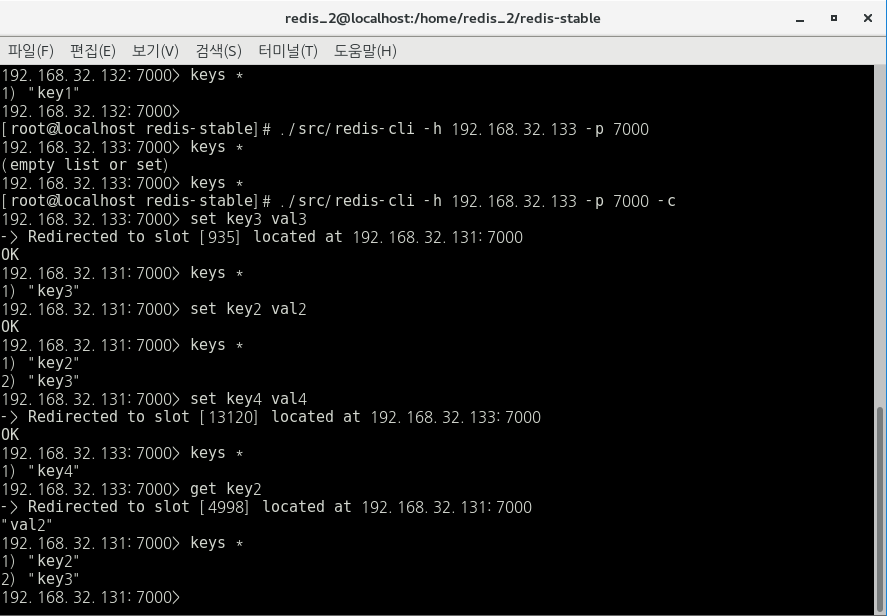 redis_2@localhost:/home/redis_2/redis-stable
파일(F) 편집(E) 보기(V) 검색(S) 터미널(T) 도움말(H)
192.168.32.132:7000> keys *
1) "key1"
192.168.32.132:7000>
[root@localhost redis-stable]# ./src/redis-cli -h 192.168.32.133 -p 7000
192.168.32.133:7000> keys *
(empty list or set)
192.168.32.133:7000> keys *
[root@localhost redis-stable]# ./src/redis-cli -h 192.168.32.133 -p 7000 -c
192.168.32.133:7000> set key3 val3
-> Redirected to slot [935] located at 192.168.32.131:7000
OK
192.168.32.131:7000> keys *
1) "key3"
192.168.32.131:7000> set key2 val2
OK
192.168.32.131:7000> keys *
1) "key2"
2) "key3"
192.168.32.131:7000> set key4 val4
-> Redirected to slot [13120] located at 192.168.32.133:7000
OK
192.168.32.133:7000> keys *
1) "key4"
192.168.32.133:7000> get key2
-> Redirected to slot [4998] located at 192.168.32.131:7000
"val2"
192.168.32.131:7000> keys *
1) "key2"
2) "key3"
192.168.32.131:7000>